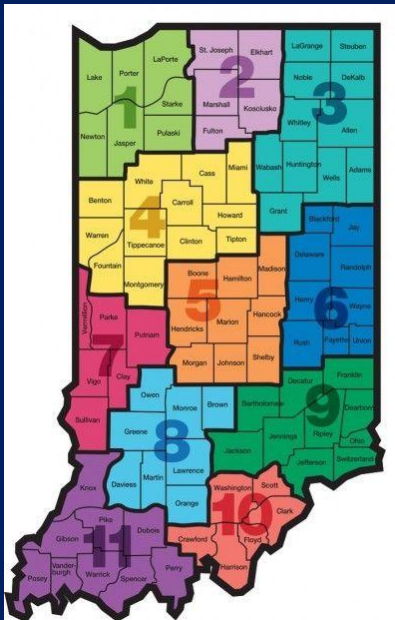 LaPorte
Porter
Lake
Starke
1
Newton
Jasper
Pulaski
St. Joseph
Elkhart
2
Marshall
Kosciusko
Fulton
LaGrange
Steuben
Noble
DeKalb
3
Whitley
Allen
Wabash
Huntington
Wells
Adams
Grant
Miami
Cass
White
Benton
Carroll
4
Howard
Warren
Tippecanoe
Clinton
Tipton
Fountain
Montgomery
Boone
Hamilton
Madison
5
Hendricks
Marion
Hancock
Morgan
Johnson
Shelby
Blackford
Jay
Delaware
Randolph
Henry
6
Wayne
Rush
Fayette
Union
Vermillion
Parke
Putnam
7
Vigo
Clay
Sullivan
Owen
Monroe
Brown
Greene
8
Lawrence
Daviess
Martin
Orange
Franklin
Decatur
Bartholomew
9
Dearborn
Jennings
Ripley
Ohio
Jackson
Jefferson
Switzerland
Washington
Scott
10
Clark
Crawford
Floyd
Harrison
Knox
Pike
Dubois
Gibson
11
Vander-
burgh
Warrick
Perry
Posey
Spencer